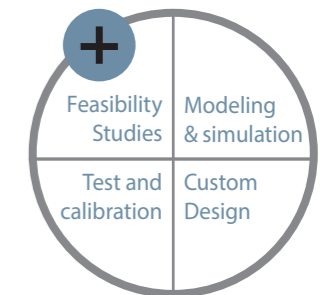 +
Feasibility
Studies
Modeling
& simulation
Test and
calibration
Custom
Design